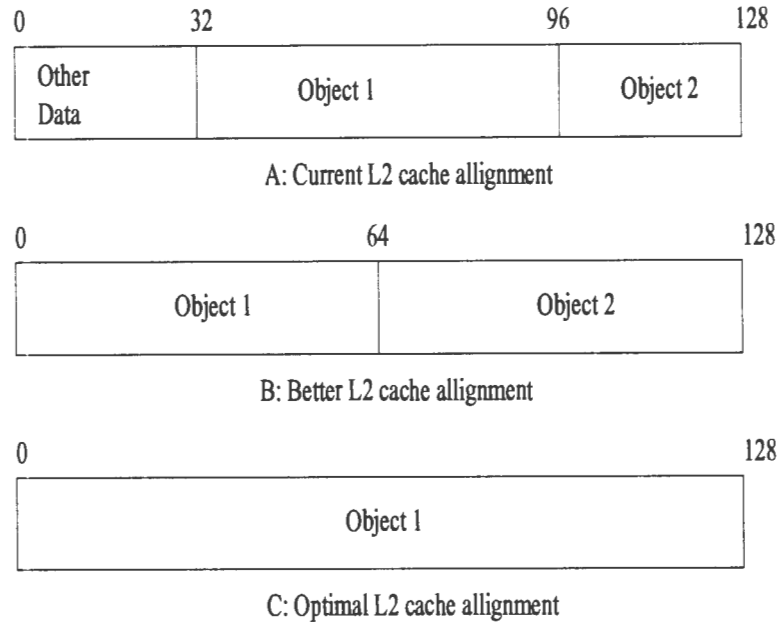 0 32 96 128
Other
Data
Object 1
Object 2
A: Current L2 cache allignment
0 64 128
Object 1 Object 2
B: Better L2 cache allignment
0 128
Object 1
C: Optimal L2 cache allignment